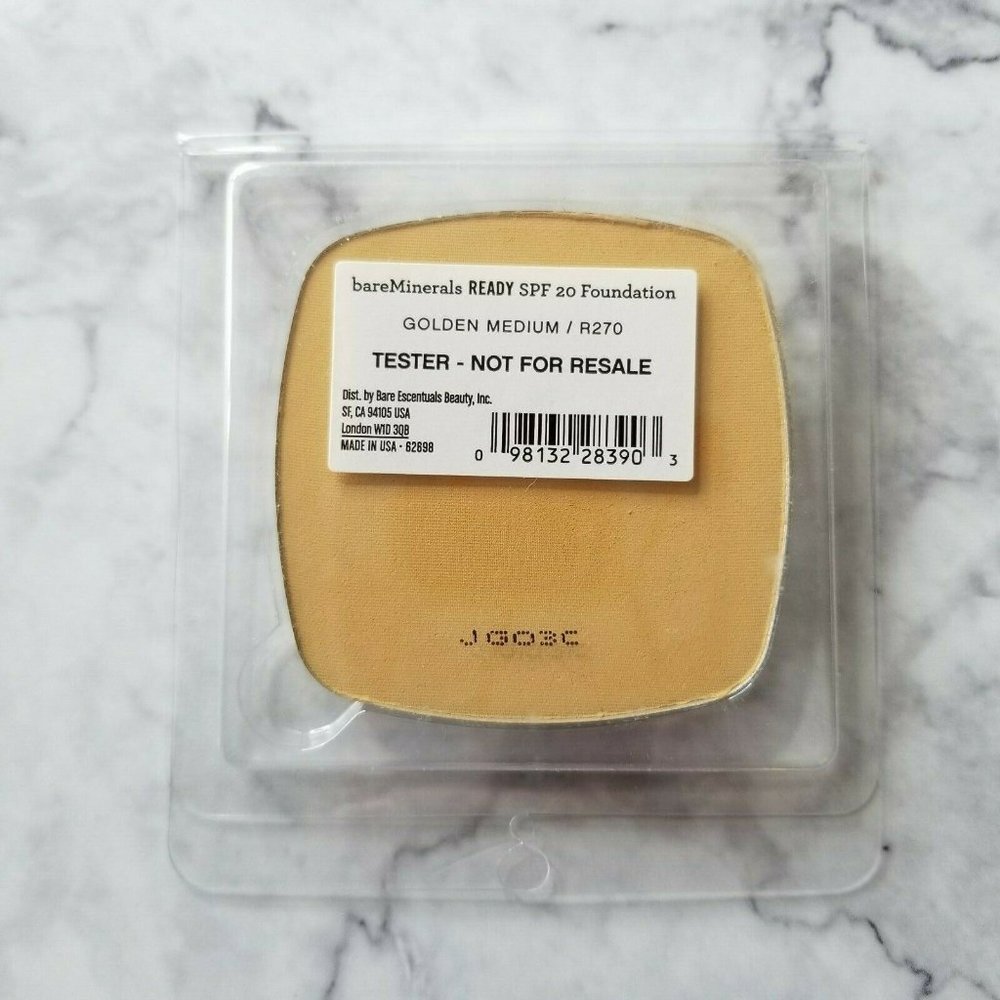 bareMinerals READY SPF 20 Foundation
GOLDEN MEDIUM / R270
TESTER - NOT FOR RESALE
Dist. by Bare Escentuals Beauty, Inc.
SF, CA 94105 USA
London W1D 3QB
MADE IN USA · 62698
0 98132 28390 3
JG03C